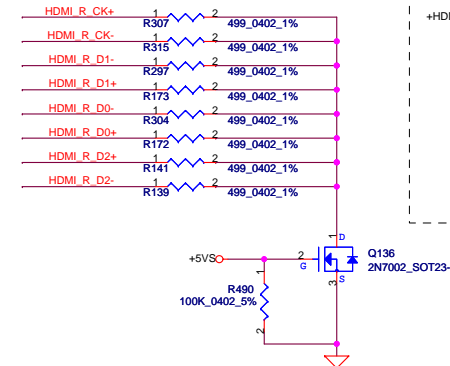 HDMI_R_CK+ 1 2 +HD
R307 499_0402_1%
HDMI_R_CK- 1 2
R315 499_0402_1%
HDMI_R_D1- 1 2
R297 499_0402_1%
HDMI_R_D1+ 1 2
R173 499_0402_1%
HDMI_R_D0- 1 2
R304 499_0402_1%
HDMI_R_D0+ 1 2
R172 499_0402_1%
HDMI_R_D2+ 1 2
R141 499_0402_1%
HDMI_R_D2- 1 2
R139 499_0402_1%
1 D
+5VS 2 G Q136
2N7002_SOT23-
1 3 S
R490
100K_0402_5%
2